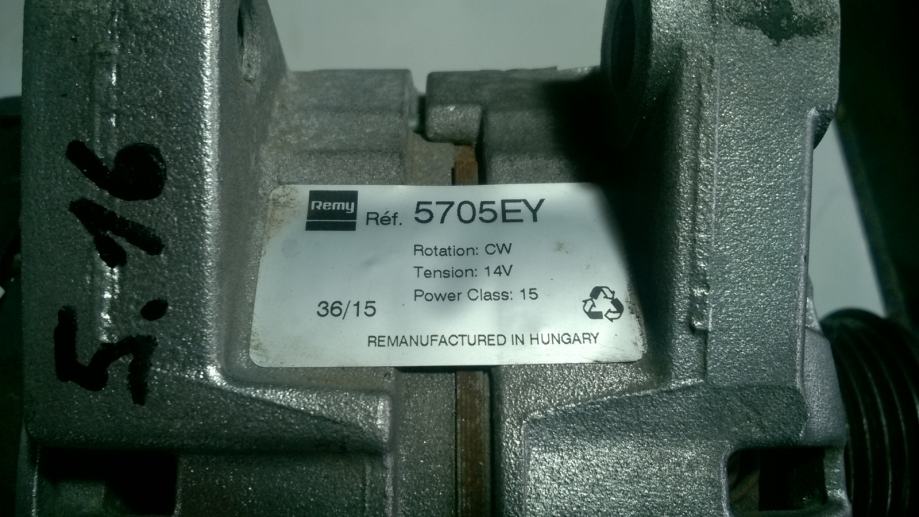 5.16
Remy
Réf. 5705EY
Rotation: CW
Tension: 14V
Power Class: 15
36/15
REMANUFACTURED IN HUNGARY